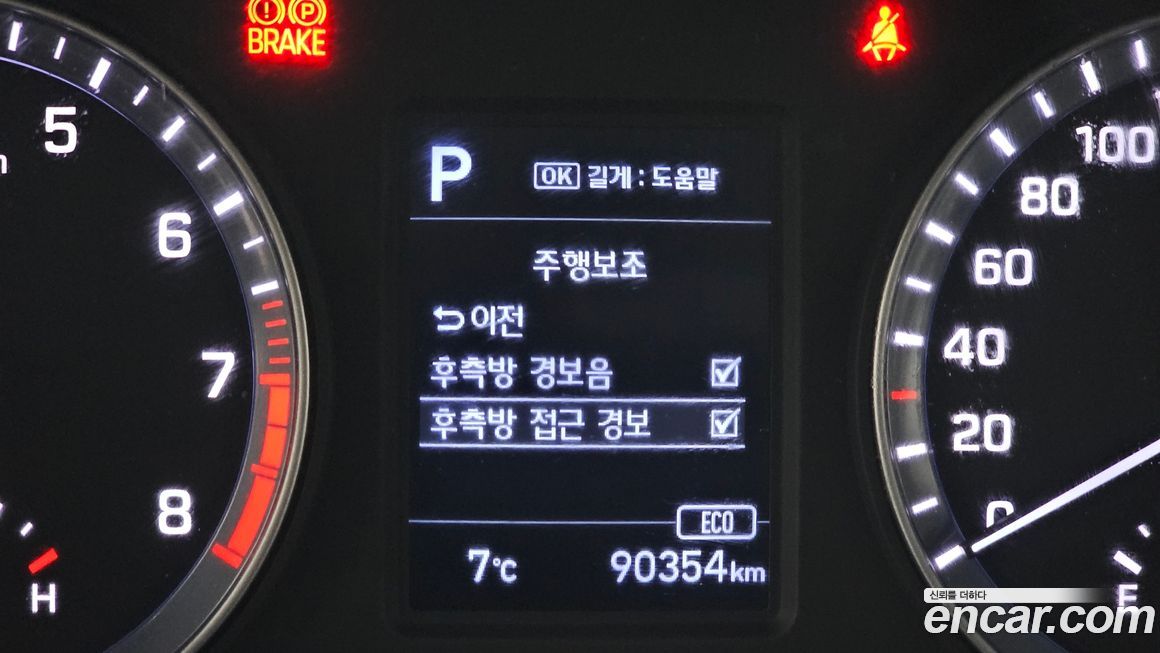 BRAKE
P
OK 길게 : 도움말
주행보조
이전
후측방 경보음
후측방 접근 경보
ECO
7°C
90354km
5
6
7
8
H
100
80
60
40
20
0
E
신뢰를 더하다
encar.com